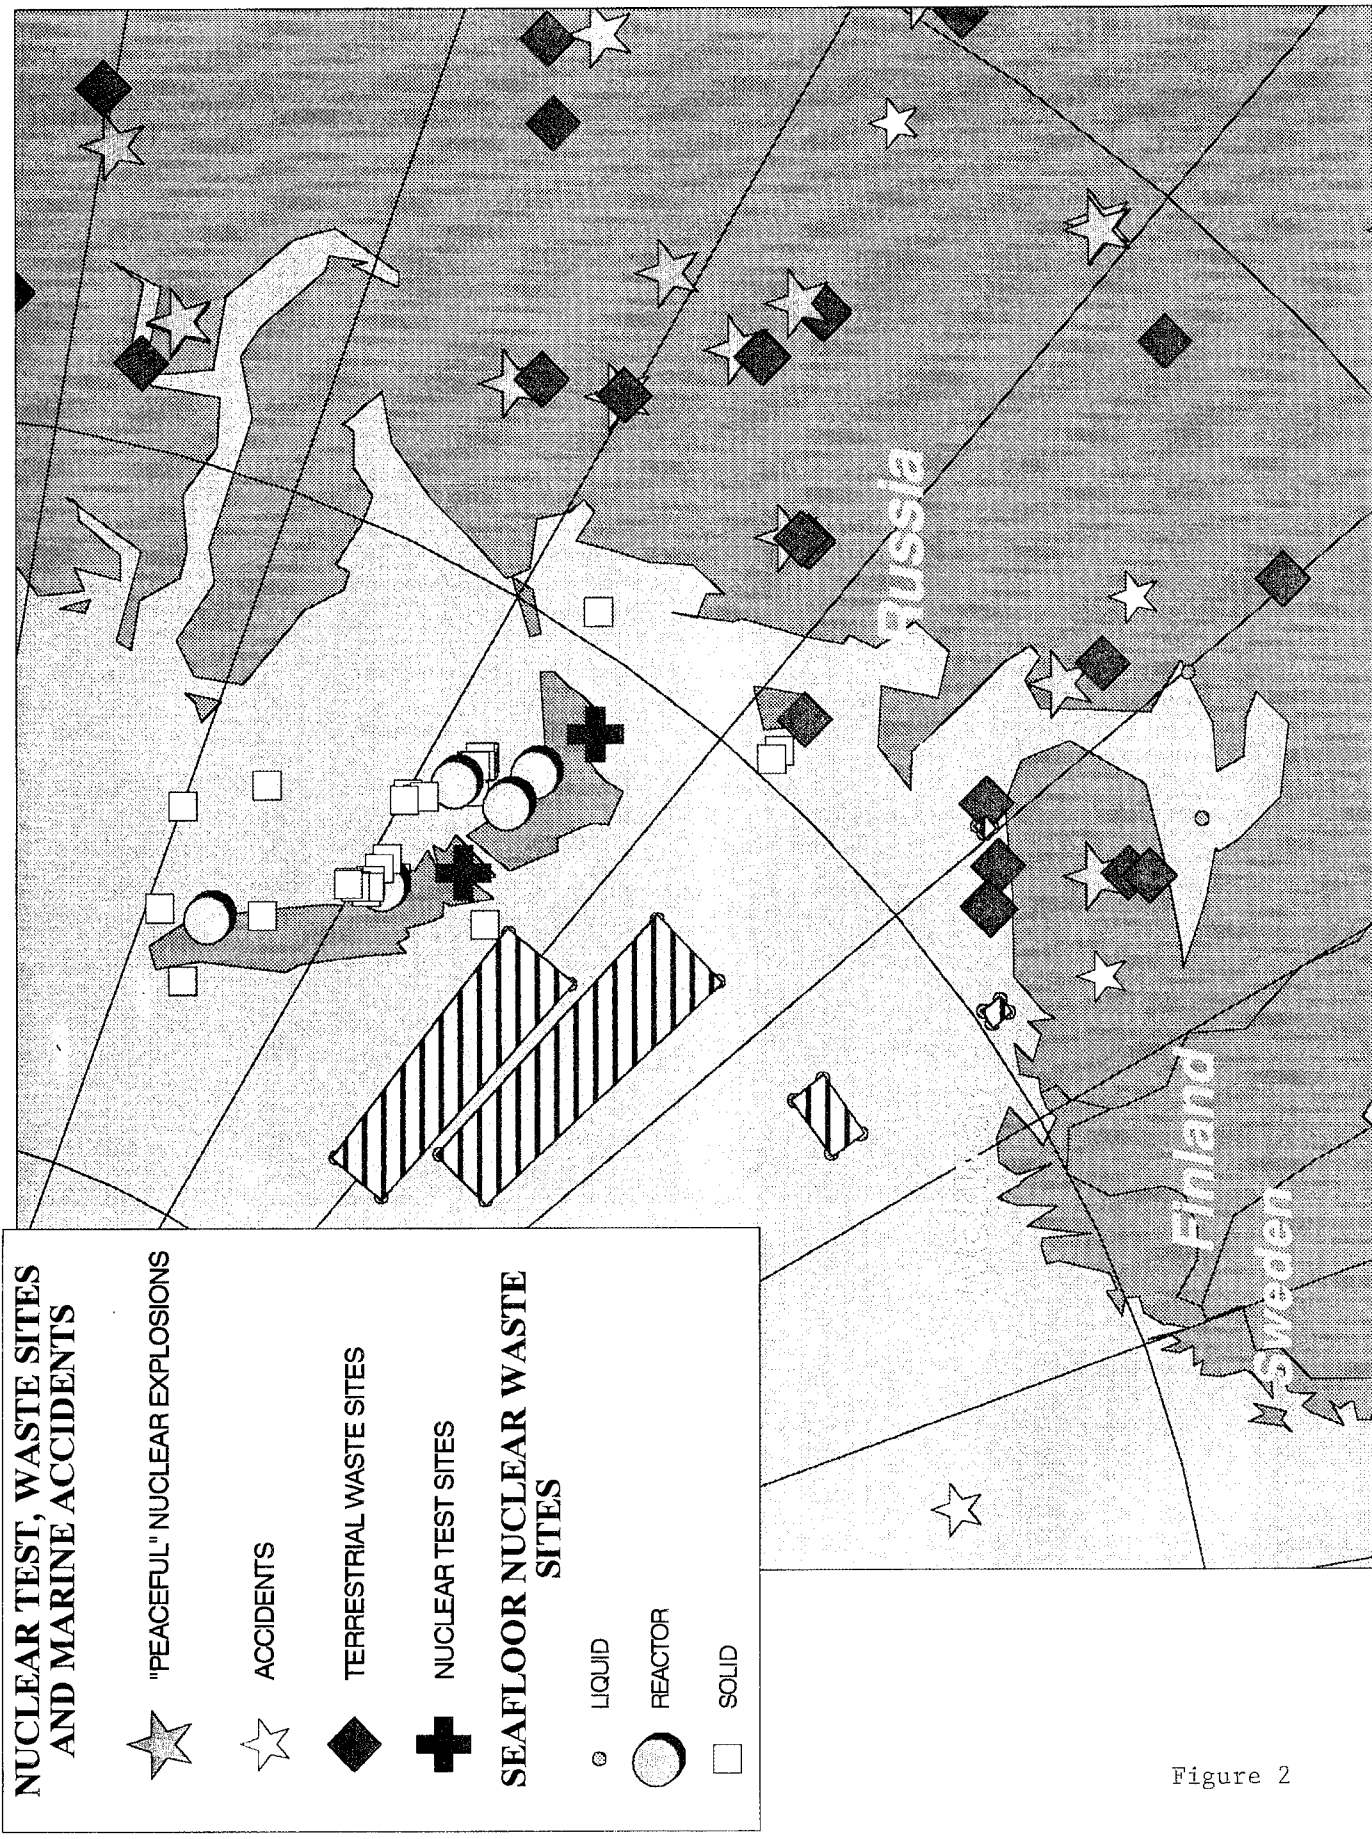 NUCLEAR TEST, WASTE SITES
AND MARINE ACCIDENTS
"PEACEFUL" NUCLEAR EXPLOSIONS
ACCIDENTS
TERRESTRIAL WASTE SITES
NUCLEAR TEST SITES
SEAFLOOR NUCLEAR WASTE
SITES
LIQUID
REACTOR
SOLID
Russia
Finland
Sweden
Figure 2